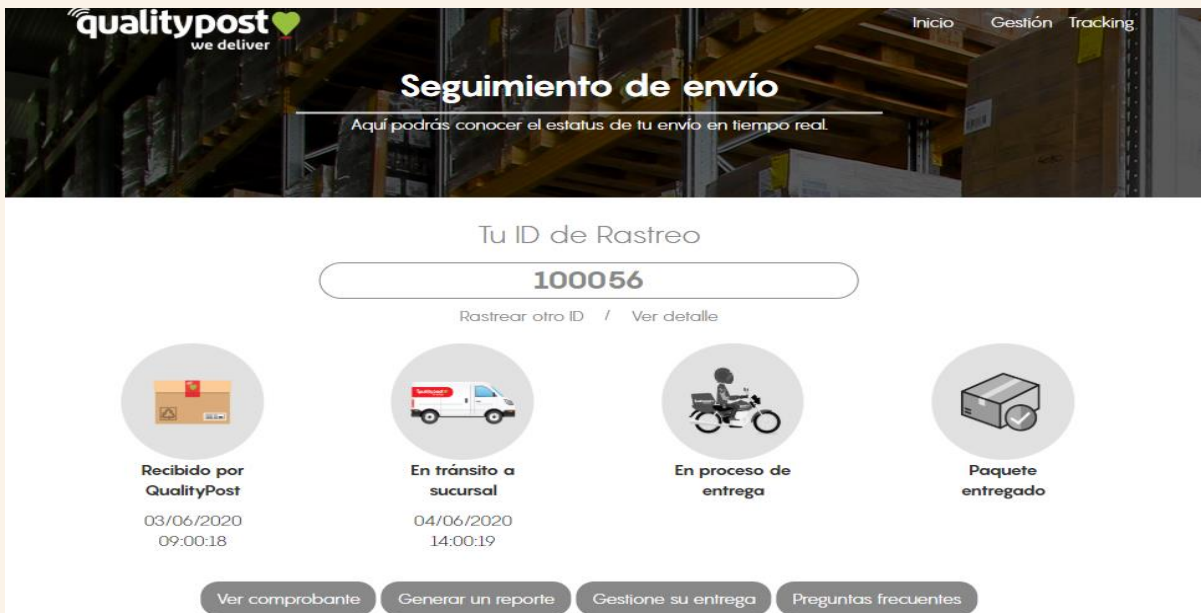 qualitypost
we deliver
Inicio Gestión Tracking
Seguimiento de envío
Aquí podrás conocer el estatus de tu envío en tiempo real.
Tu ID de Rastreo
100056
Rastrear otro ID / Ver detalle
Recibido por
QualityPost
03/06/2020
09:00:18
En tránsito a
sucursal
04/06/2020
14:00:19
En proceso de
entrega
Paquete
entregado
Ver comprobante Generar un reporte Gestione su entrega Preguntas frecuentes